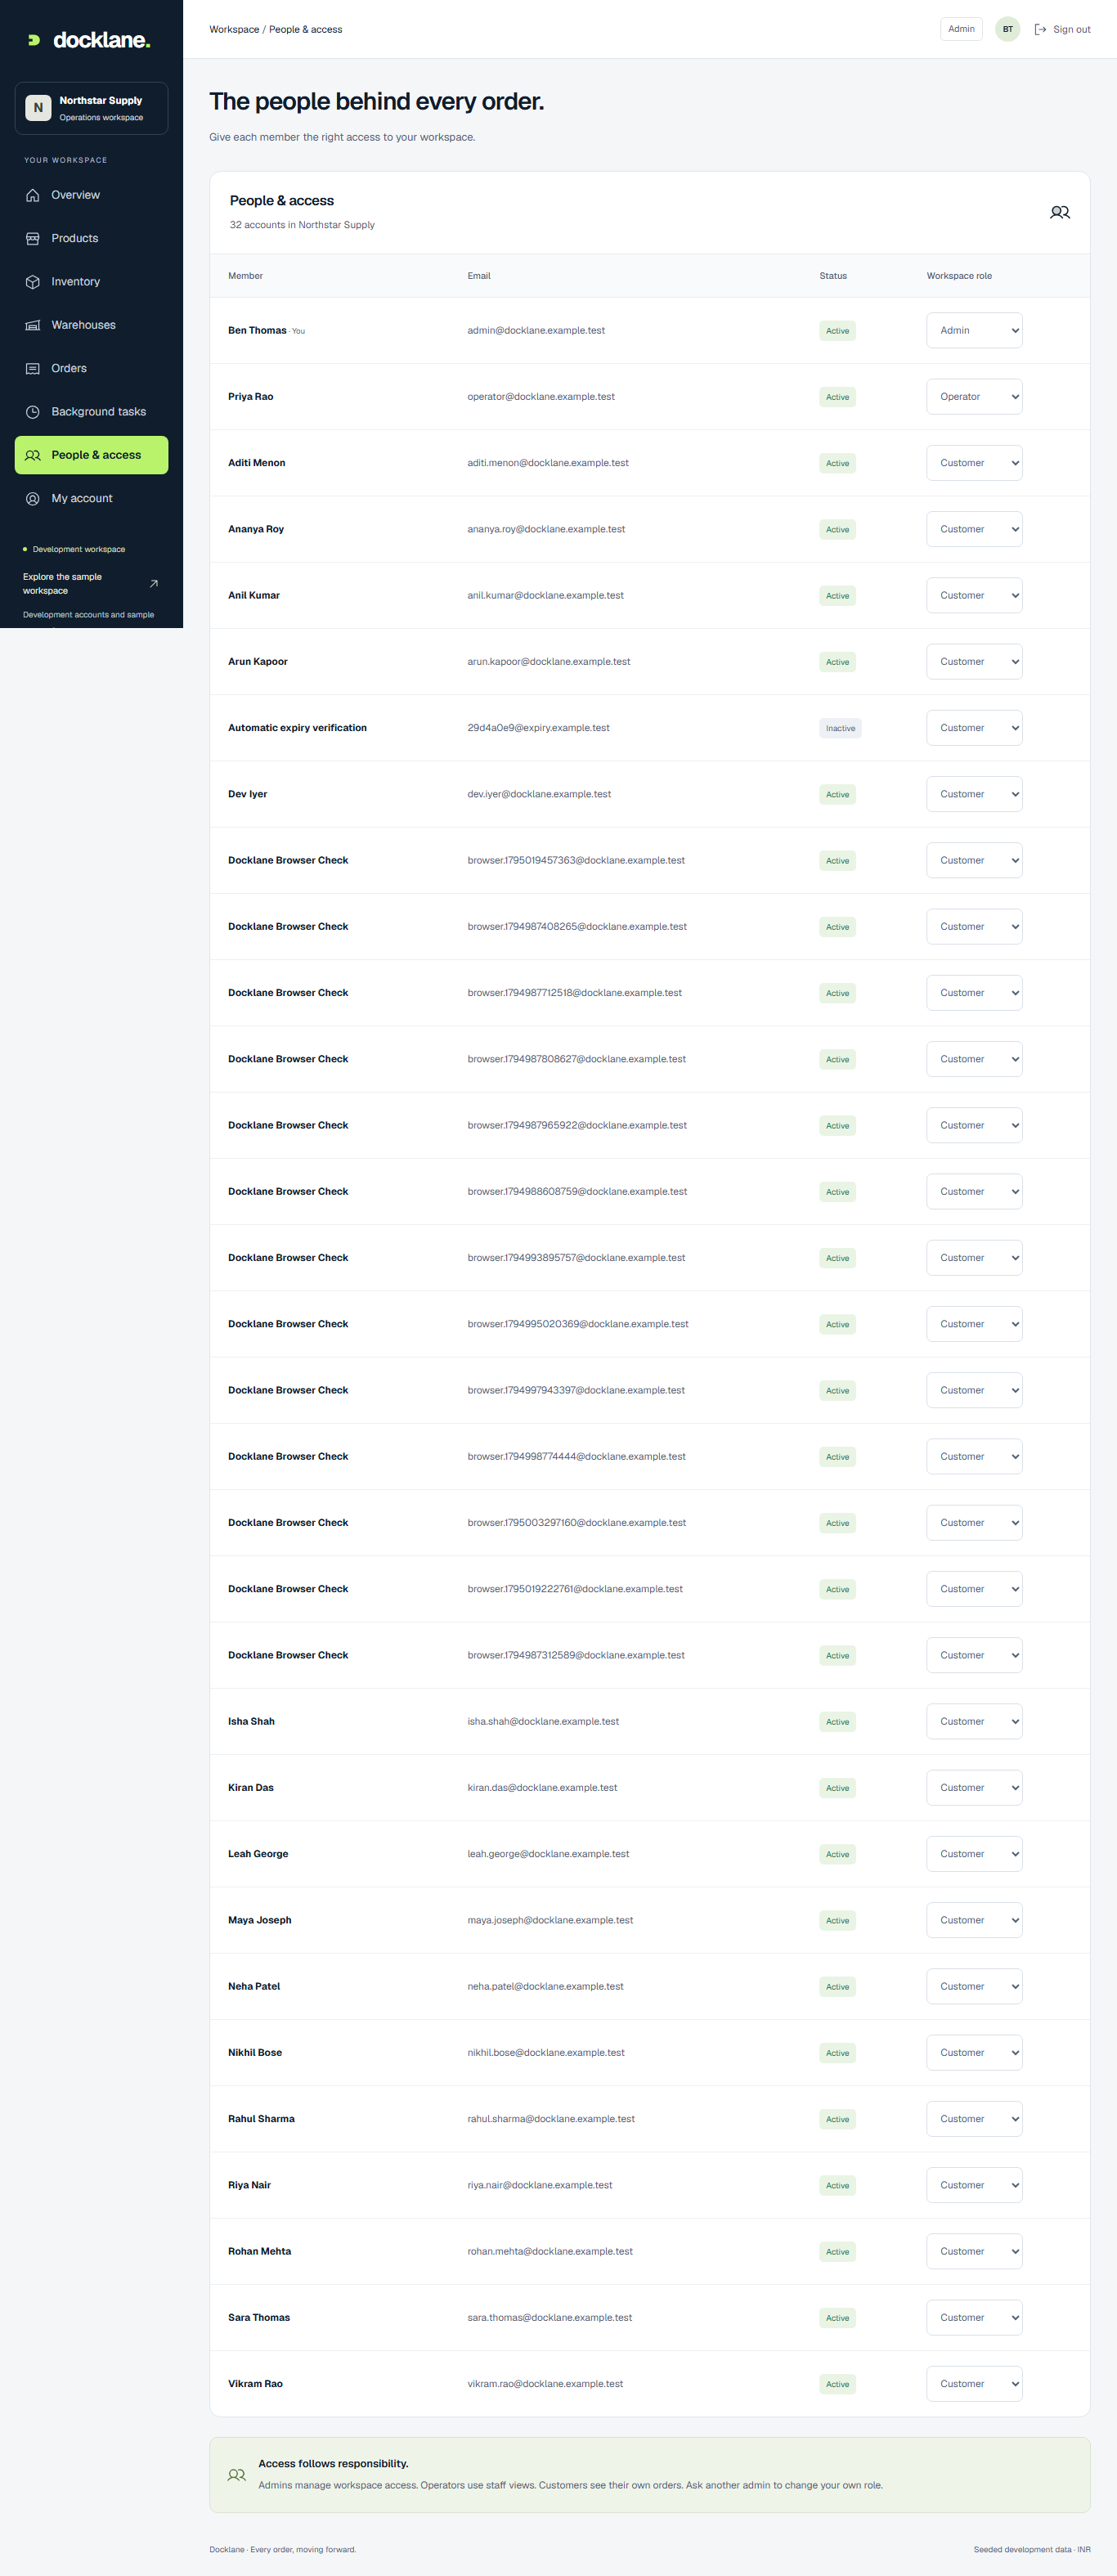 docklane.
N
Northstar Supply
Operations workspace
YOUR WORKSPACE
Overview
Products
Inventory
Warehouses
Orders
Background tasks
People & access
My account
Development workspace
Explore the sample
workspace
Development accounts and sample
Workspace / People & access
Admin
BT
Sign out
The people behind every order.
Give each member the right access to your workspace.
People & access
32 accounts in Northstar Supply
Member Email Status Workspace role
Ben Thomas · You admin@docklane.example.test Active Admin
Priya Rao operator@docklane.example.test Active Operator
Aditi Menon aditi.menon@docklane.example.test Active Customer
Ananya Roy ananya.roy@docklane.example.test Active Customer
Anil Kumar anil.kumar@docklane.example.test Active Customer
Arun Kapoor arun.kapoor@docklane.example.test Active Customer
Automatic expiry verification 29d4a0e9@expiry.example.test Inactive Customer
Dev Iyer dev.iyer@docklane.example.test Active Customer
Docklane Browser Check browser.1795019457363@docklane.example.test Active Customer
Docklane Browser Check browser.1794987408265@docklane.example.test Active Customer
Docklane Browser Check browser.1794987712518@docklane.example.test Active Customer
Docklane Browser Check browser.1794987808627@docklane.example.test Active Customer
Docklane Browser Check browser.1794987965922@docklane.example.test Active Customer
Docklane Browser Check browser.1794988608759@docklane.example.test Active Customer
Docklane Browser Check browser.1794993895757@docklane.example.test Active Customer
Docklane Browser Check browser.1794995020369@docklane.example.test Active Customer
Docklane Browser Check browser.1794997943397@docklane.example.test Active Customer
Docklane Browser Check browser.1794998774444@docklane.example.test Active Customer
Docklane Browser Check browser.1795003297160@docklane.example.test Active Customer
Docklane Browser Check browser.1795019222761@docklane.example.test Active Customer
Docklane Browser Check browser.1794987312589@docklane.example.test Active Customer
Isha Shah isha.shah@docklane.example.test Active Customer
Kiran Das kiran.das@docklane.example.test Active Customer
Leah George leah.george@docklane.example.test Active Customer
Maya Joseph maya.joseph@docklane.example.test Active Customer
Neha Patel neha.patel@docklane.example.test Active Customer
Nikhil Bose nikhil.bose@docklane.example.test Active Customer
Rahul Sharma rahul.sharma@docklane.example.test Active Customer
Riya Nair riya.nair@docklane.example.test Active Customer
Rohan Mehta rohan.mehta@docklane.example.test Active Customer
Sara Thomas sara.thomas@docklane.example.test Active Customer
Vikram Rao vikram.rao@docklane.example.test Active Customer
Access follows responsibility.
Admins manage workspace access. Operators use staff views. Customers see their own orders. Ask another admin to change your own role.
Docklane · Every order, moving forward.
Seeded development data · INR